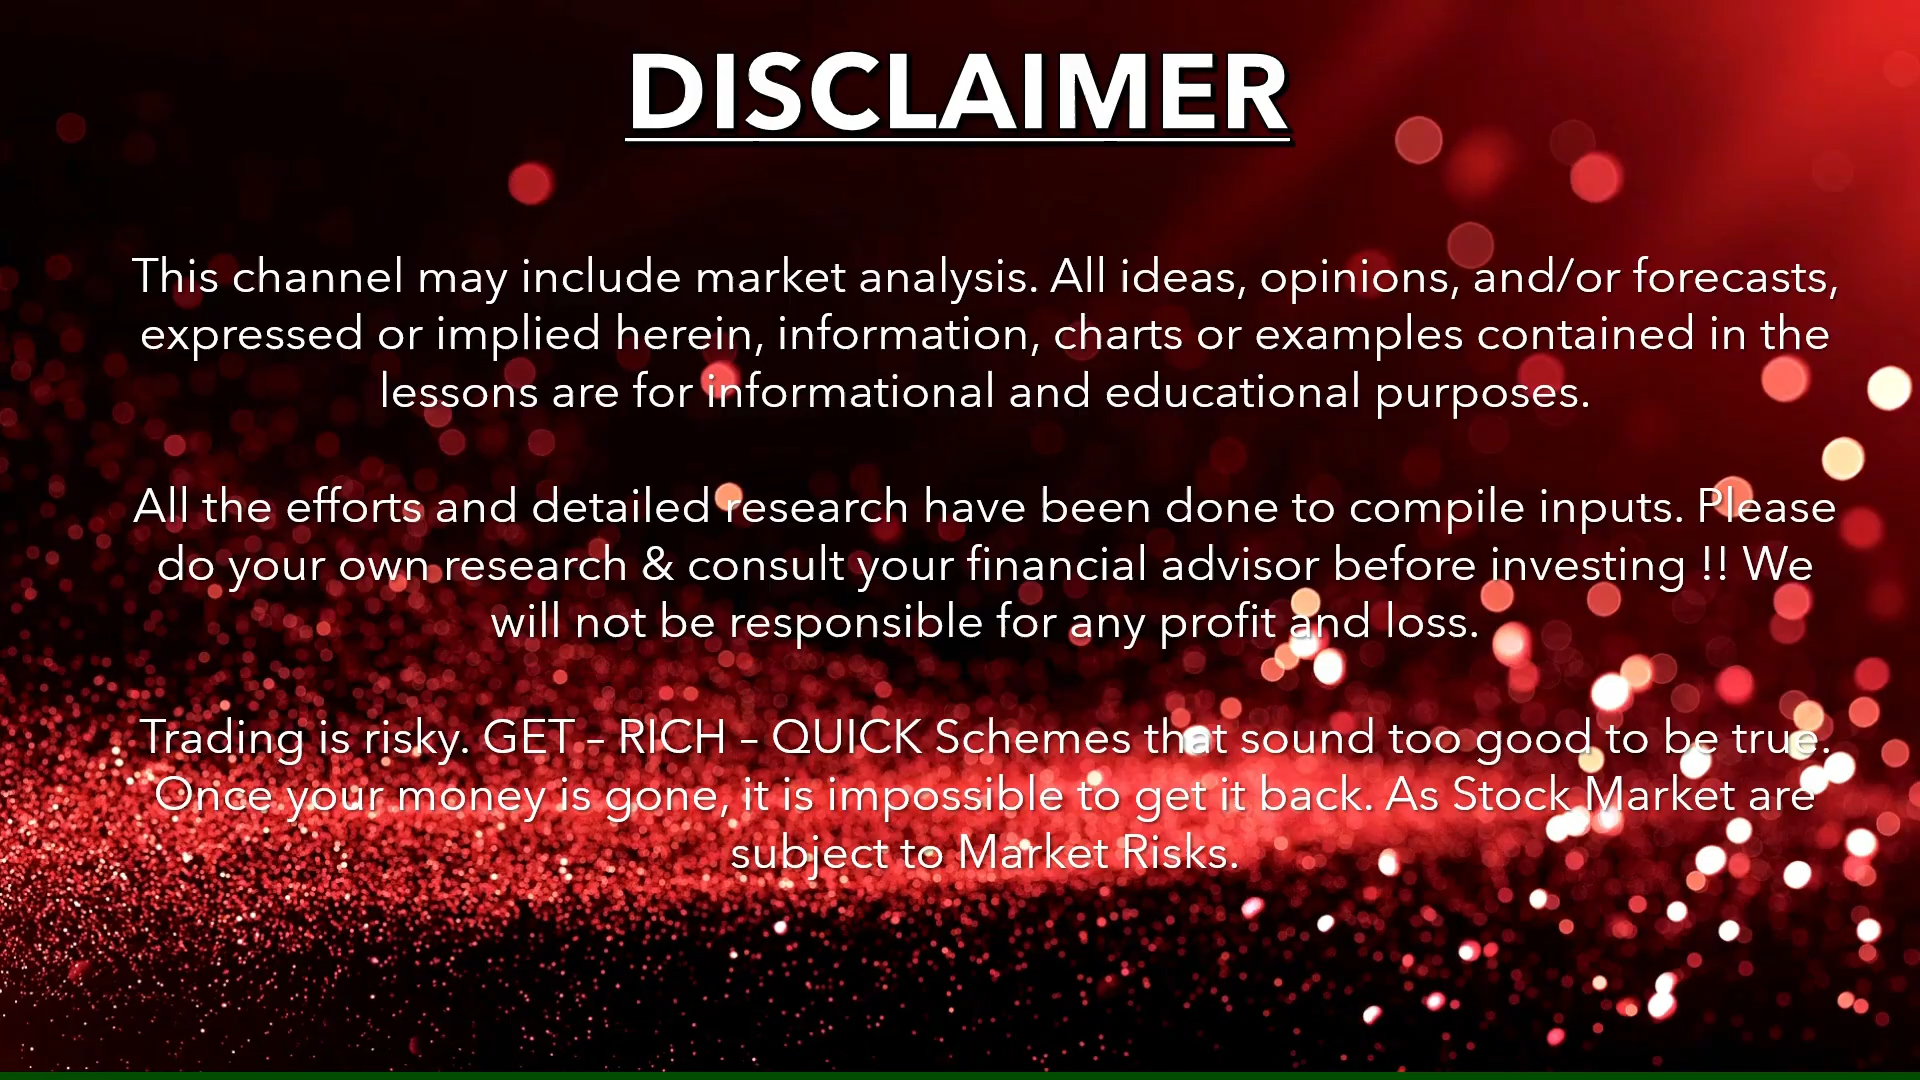 DISCLAIMER
This channel may include market analysis. All ideas, opinions, and/or forecasts,
expressed or implied herein, information, charts or examples contained in the
lessons are for informational and educational purposes.
All the efforts and detailed research have been done to compile inputs. Please
do your own research & consult your financial advisor before investing !! We
will not be responsible for any profit and loss.
Trading is risky. GET – RICH – QUICK Schemes that sound too good to be true.
Once your money is gone, it is impossible to get it back. As Stock Market are
subject to Market Risks.